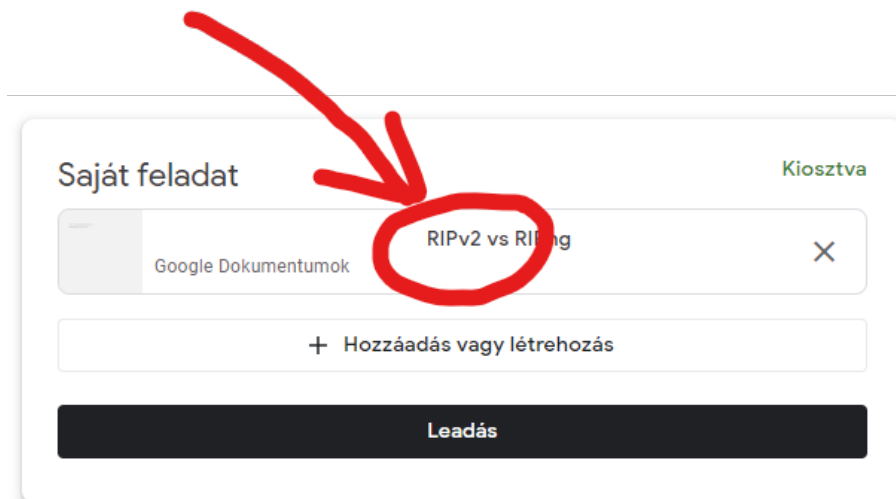 Saját feladat
Kiosztva
RIPv2 vs RIPng
Google Dokumentumok
+ Hozzáadás vagy létrehozás
Leadás